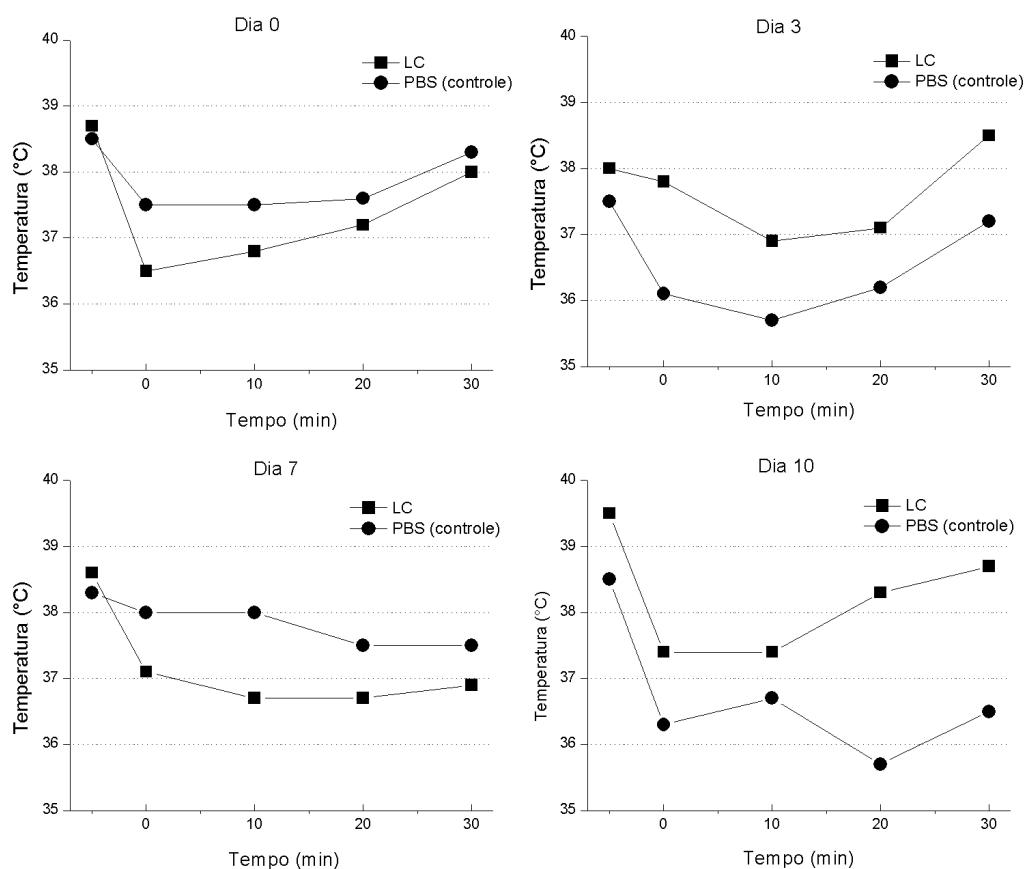 Dia 0
40
39
38
37
36
35
Temperatura (°C)
LC
PBS (controle)
0
10
20
30
Tempo (min)
Dia 3
40
39
38
37
36
35
Temperatura (°C)
LC
PBS (controle)
0
10
20
30
Tempo (min)
Dia 7
40
39
38
37
36
35
Temperatura (°C)
LC
PBS (controle)
0
10
20
30
Tempo (min)
Dia 10
40
39
38
37
36
35
Temperatura (°C)
LC
PBS (controle)
0
10
20
30
Tempo (min)